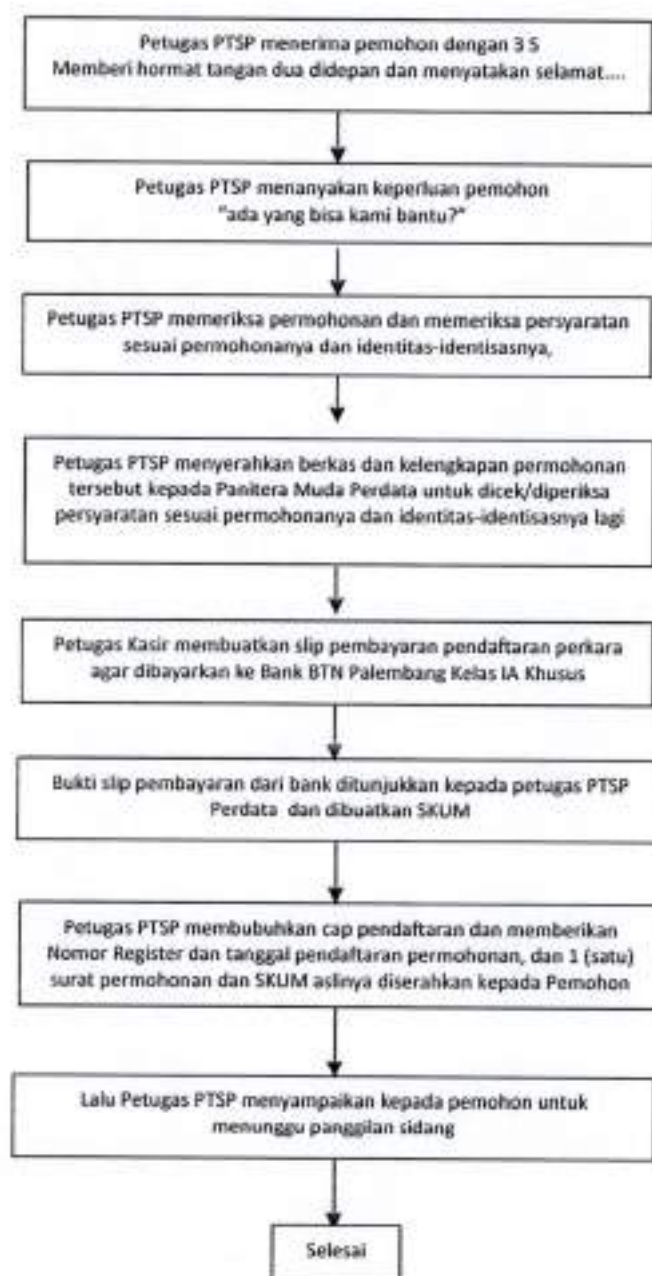 Petugas PTSP menerima pemohon dengan 3 S
Memberi hormat tangan dua didepan dan menyatakan selamat....
Petugas PTSP menanyakan keperluan pemohon
"ada yang bisa kami bantu?"
Petugas PTSP memeriksa permohonan dan memeriksa persyaratan
sesuai permohonanya dan identitas-identisasnya,
Petugas PTSP menyerahkan berkas dan kelengkapan permohonan
tersebut kepada Panitera Muda Perdata untuk dicek/diperiksa
persyaratan sesuai permohonanya dan identitas-identisasnya lagi
Petugas Kasir membuatkan slip pembayaran pendaftaran perkara
agar dibayarkan ke Bank BTN Palembang Kelas IA Khusus
Bukti slip pembayaran dari bank ditunjukkan kepada petugas PTSP
Perdata dan dibuatkan SKUM
Petugas PTSP membubuhkan cap pendaftaran dan memberikan
Nomor Register dan tanggal pendaftaran permohonan, dan 1 (satu)
surat permohonan dan SKUM aslinya diserahkan kepada Pemohon
Lalu Petugas PTSP menyampaikan kepada pemohon untuk
menunggu panggilan sidang
Selesai